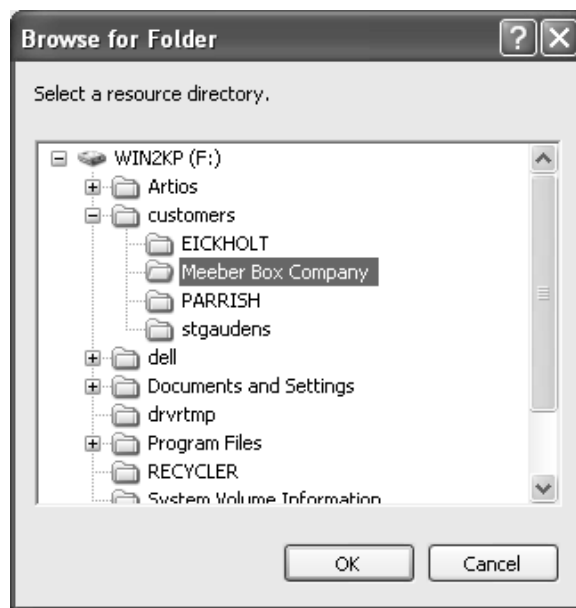 Browse for Folder
Select a resource directory.
WIN2KP (F:)
Artios
customers
EICKHOLT
Meeber Box Company
PARRISH
stgaudens
dell
Documents and Settings
drvrtmp
Program Files
RECYCLER
System Volume Information
OK Cancel